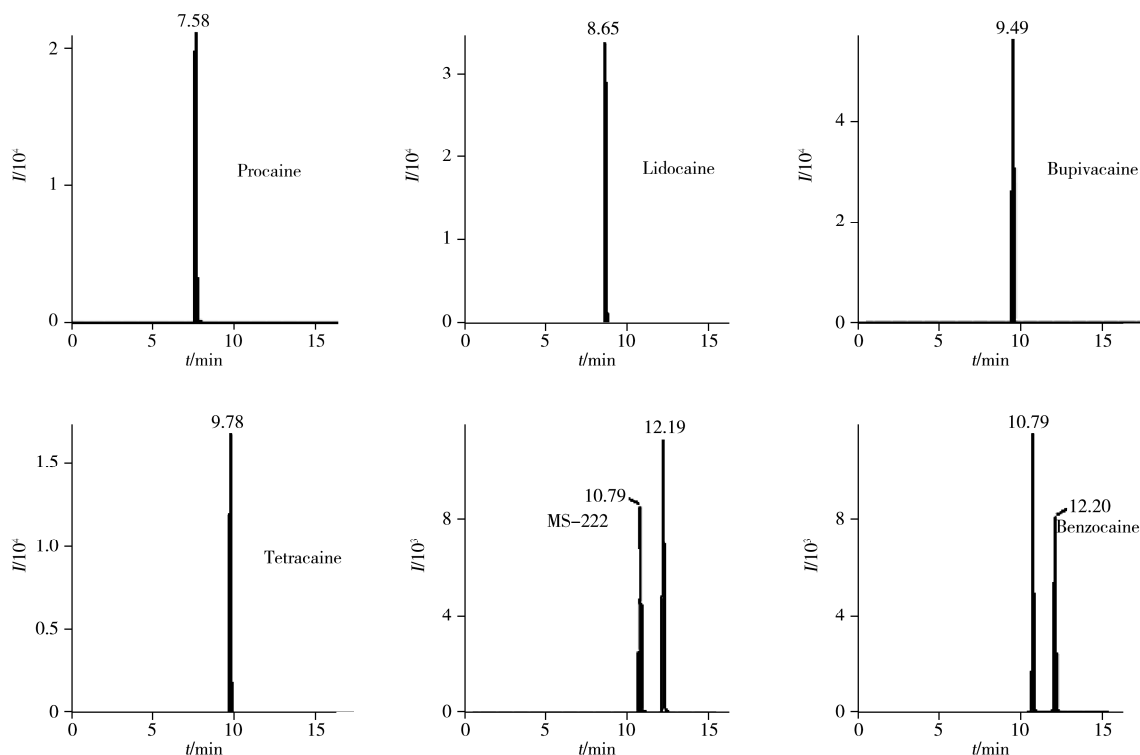 7.58
2
1
0
I/10⁴
Procaine
0 5 10 15
t/min
8.65
3
2
1
0
I/10⁴
Lidocaine
0 5 10 15
t/min
9.49
4
2
0
I/10⁴
Bupivacaine
0 5 10 15
t/min
9.78
1.5
1.0
0.5
0
I/10⁴
Tetracaine
0 5 10 15
t/min
12.19
10.79
MS-222
8
4
0
I/10³
0 5 10 15
t/min
10.79
12.20
Benzocaine
8
4
0
I/10³
0 5 10 15
t/min